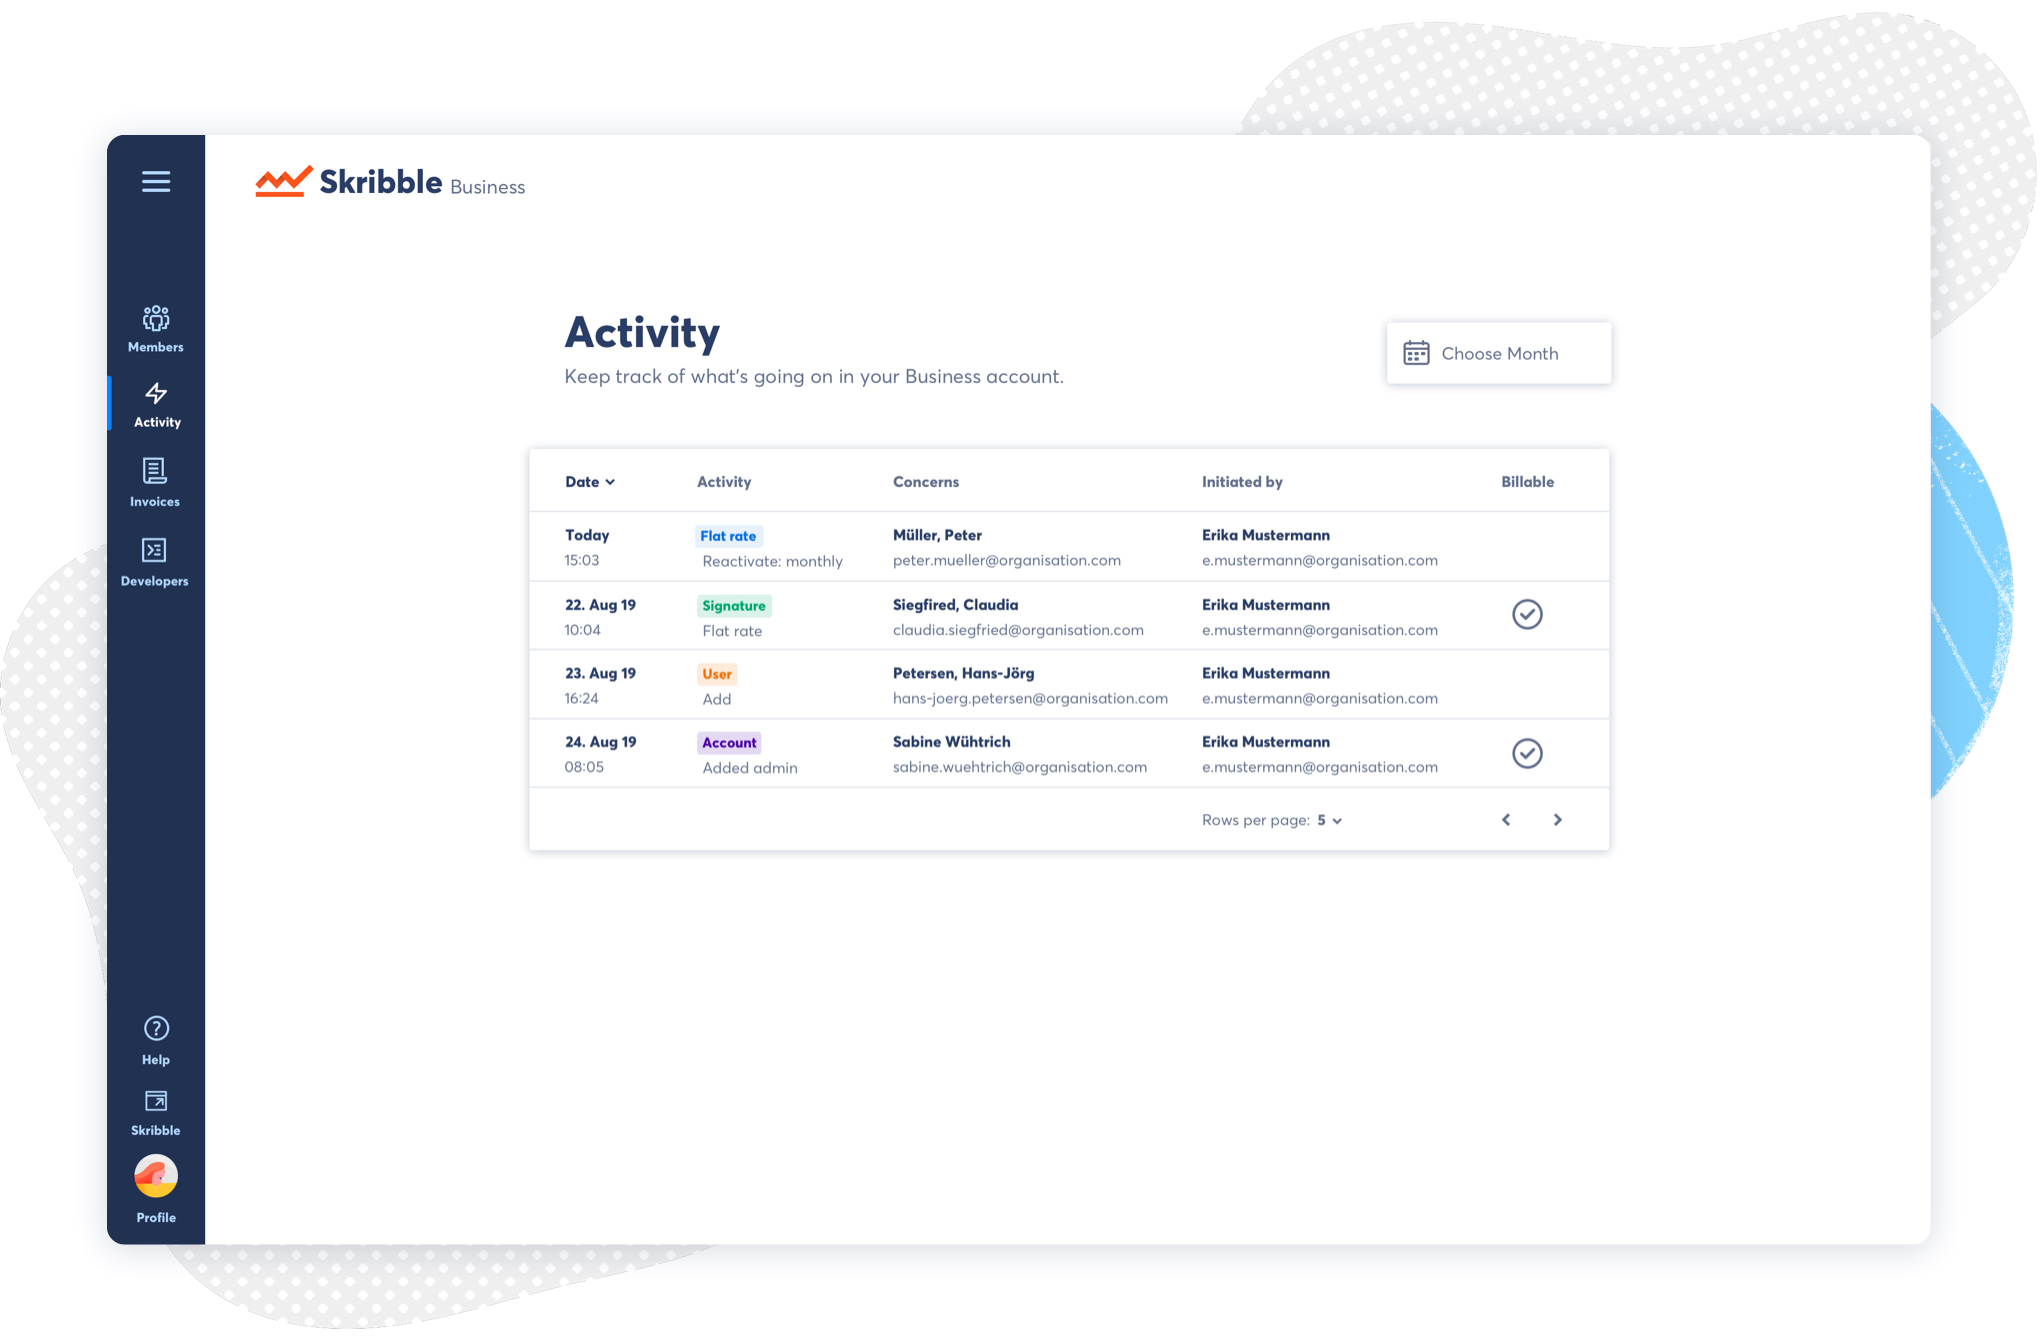 Skribble Business
Members
Activity
Invoices
Developers
Help
Skribble
Profile
Activity
Keep track of what's going on in your Business account.
Choose Month
Date Activity Concerns Initiated by Billable
Today Flat rate Müller, Peter Erika Mustermann
15:03 Reactivate: monthly peter.mueller@organisation.com e.mustermann@organisation.com
22. Aug 19 Signature Siegfired, Claudia Erika Mustermann
10:04 Flat rate claudia.siegfried@organisation.com e.mustermann@organisation.com
23. Aug 19 User Petersen, Hans-Jörg Erika Mustermann
16:24 Add hans-joerg.petersen@organisation.com e.mustermann@organisation.com
24. Aug 19 Account Sabine Wühtrich Erika Mustermann
08:05 Added admin sabine.wuehtrich@organisation.com e.mustermann@organisation.com
Rows per page: 5